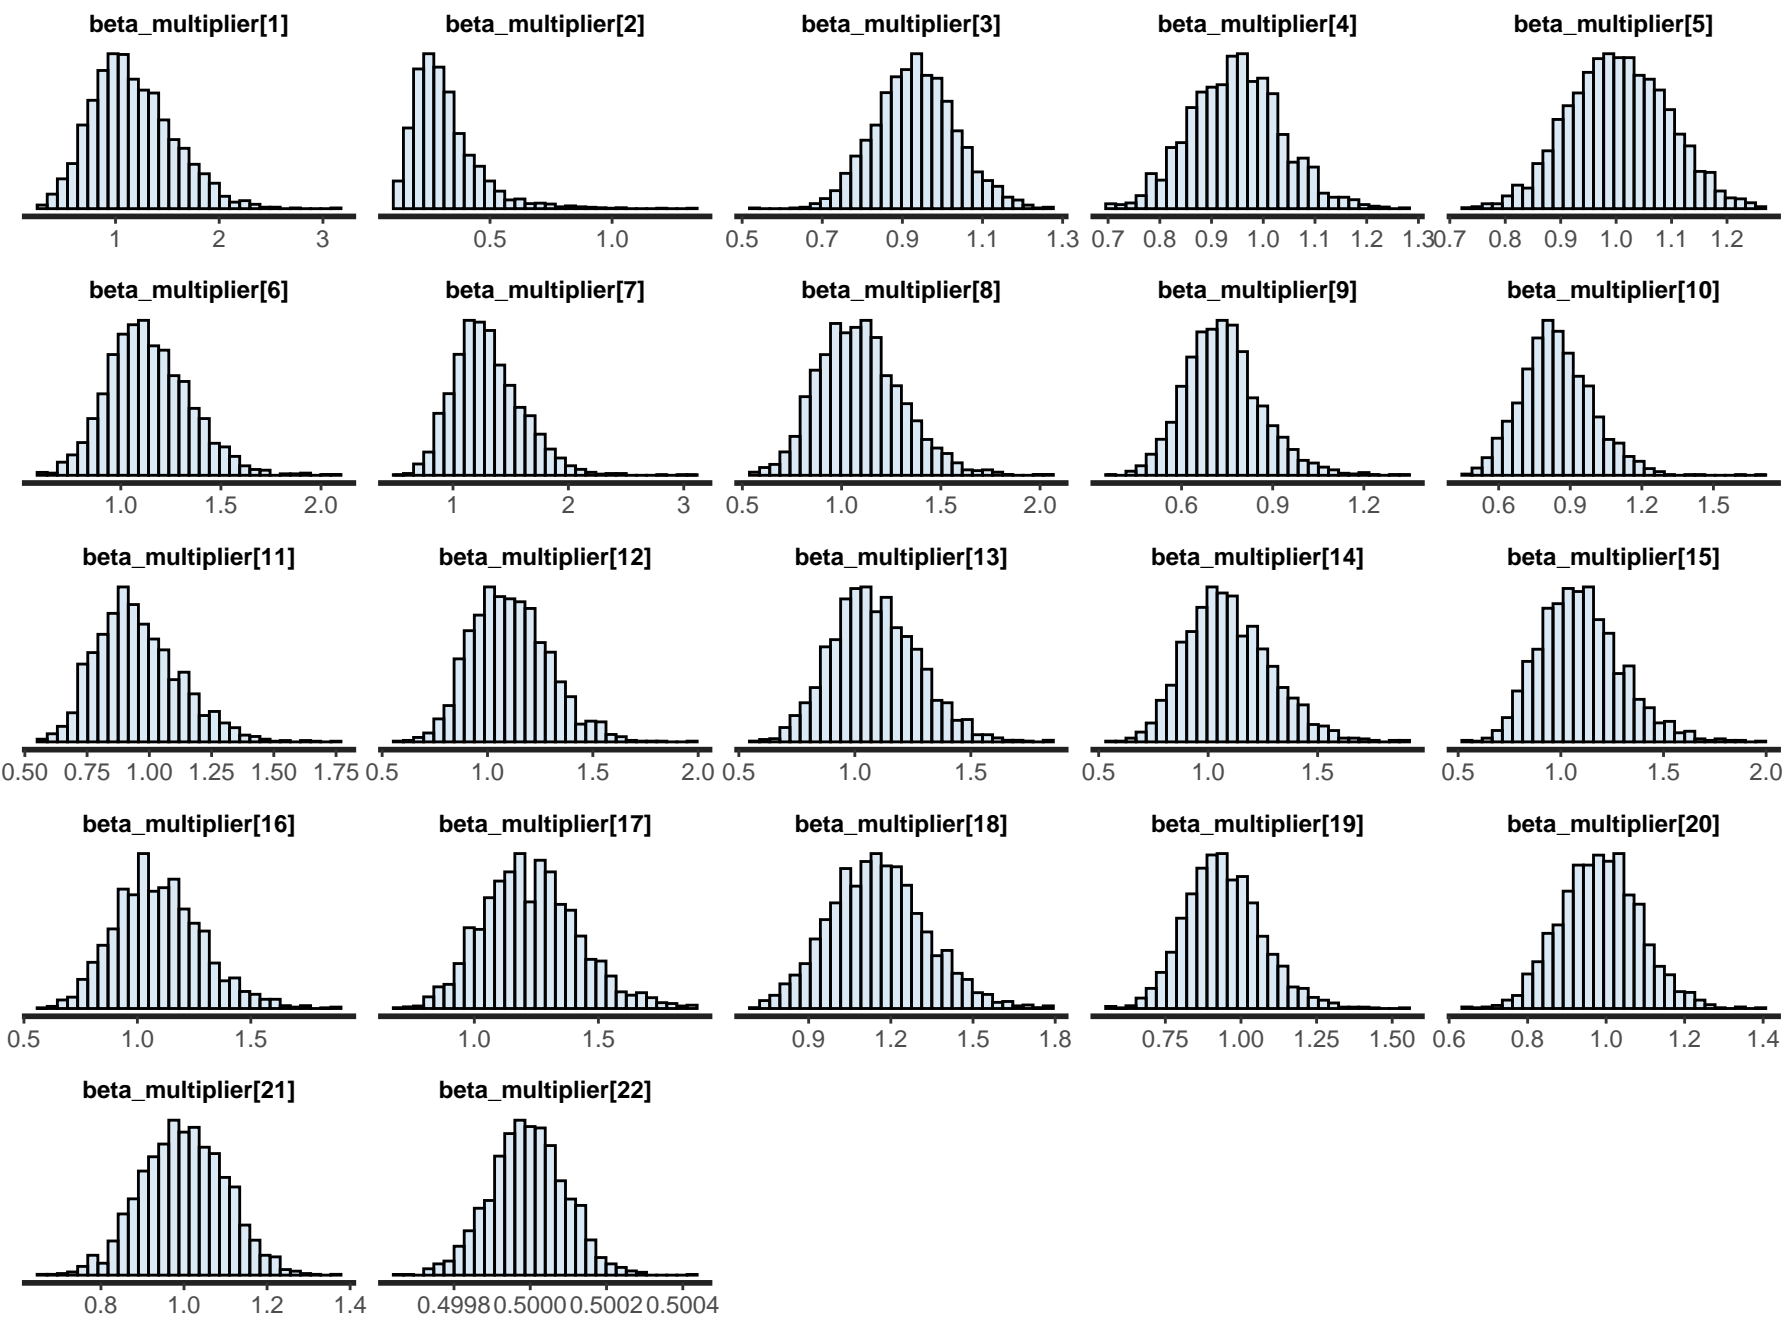 beta_multiplier[1] beta_multiplier[2] beta_multiplier[3] beta_multiplier[4] beta_multiplier[5]
1 2 3 0.5 1.0 0.5 0.7 0.9 1.1 1.3 0.7 0.8 0.9 1.0 1.1 1.2 1.3 0.7 0.8 0.9 1.0 1.1 1.2
beta_multiplier[6] beta_multiplier[7] beta_multiplier[8] beta_multiplier[9] beta_multiplier[10]
1.0 1.5 2.0 1 2 3 0.5 1.0 1.5 2.0 0.6 0.9 1.2 0.6 0.9 1.2 1.5
beta_multiplier[11] beta_multiplier[12] beta_multiplier[13] beta_multiplier[14] beta_multiplier[15]
0.50 0.75 1.00 1.25 1.50 1.75 0.5 1.0 1.5 2.0 0.5 1.0 1.5 0.5 1.0 1.5 0.5 1.0 1.5 2.0
beta_multiplier[16] beta_multiplier[17] beta_multiplier[18] beta_multiplier[19] beta_multiplier[20]
0.5 1.0 1.5 1.0 1.5 0.9 1.2 1.5 1.8 0.75 1.00 1.25 1.50 0.6 0.8 1.0 1.2 1.4
beta_multiplier[21] beta_multiplier[22]
0.8 1.0 1.2 1.4 0.4998 0.5000 0.5002 0.5004